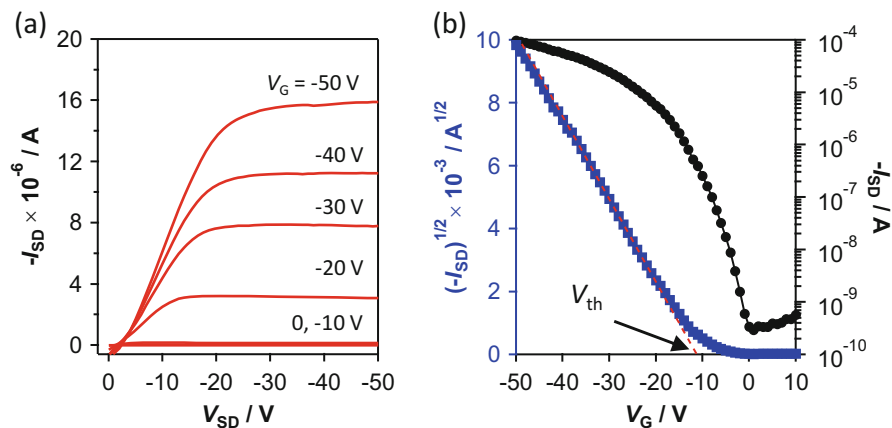 (a)
20
16
12
8
4
0
-I_SD × 10⁻⁶ / A
V_G = -50 V
-40 V
-30 V
-20 V
0, -10 V
0 -10 -20 -30 -40 -50
V_SD / V
(b)
10
8
6
4
2
0
(-I_SD)^1/2 × 10⁻³ / A^1/2
V_th
10⁻⁴
10⁻⁵
10⁻⁶
10⁻⁷
10⁻⁸
10⁻⁹
10⁻¹⁰
-I_SD / A
-50 -40 -30 -20 -10 0 10
V_G / V